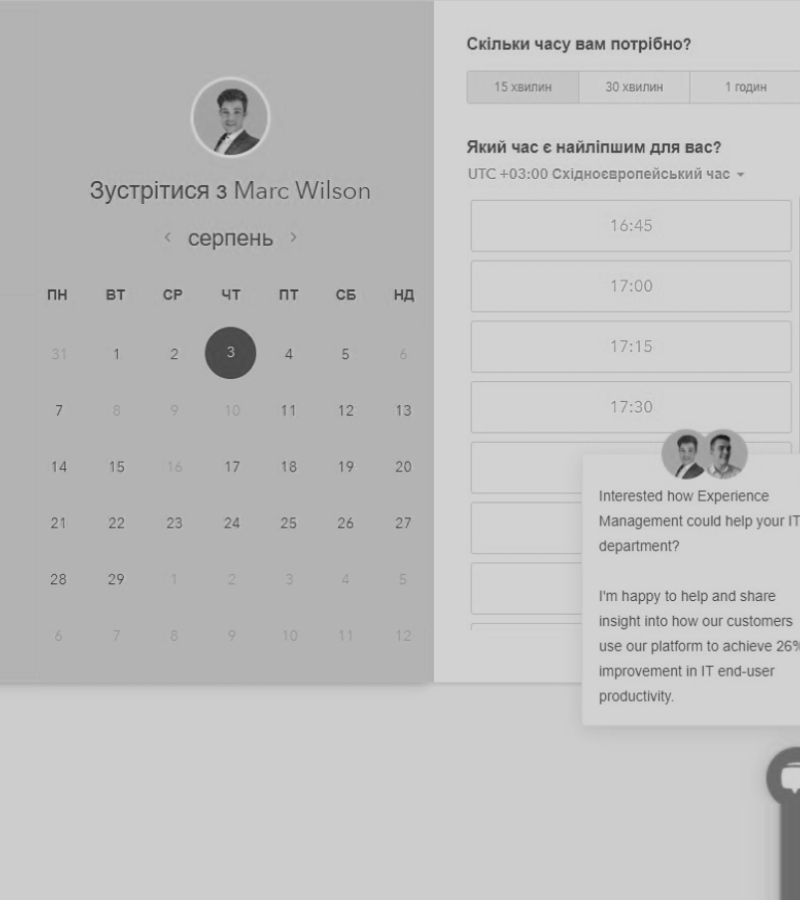 Зустрітися з Marc Wilson
серпень
ПН ВТ СР ЧТ ПТ СБ НД
31 1 2 3 4 5 6
7 8 9 10 11 12 13
14 15 16 17 18 19 20
21 22 23 24 25 26 27
28 29 1 2 3 4 5
6 7 8 9 10 11 12
Скільки часу вам потрібно?
15 хвилин 30 хвилин 1 годин
Який час є найліпшим для вас?
UTC +03:00 Східноєвропейський час
16:45
17:00
17:15
17:30
Interested how Experience
Management could help your IT
department?
I'm happy to help and share
insight into how our customers
use our platform to achieve 26%
improvement in IT end-user
productivity.